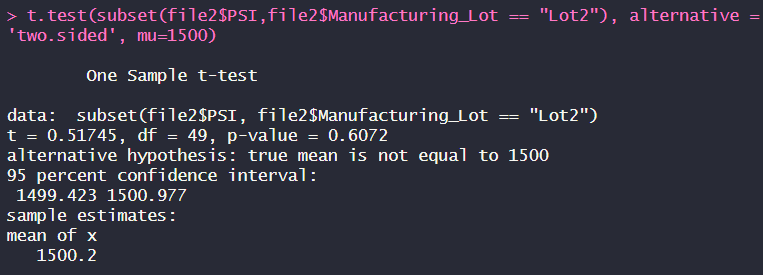 > t.test(subset(file2$PSI,file2$Manufacturing_Lot == "Lot2"), alternative =
'two.sided', mu=1500)
One Sample t-test
data:  subset(file2$PSI, file2$Manufacturing_Lot == "Lot2")
t = 0.51745, df = 49, p-value = 0.6072
alternative hypothesis: true mean is not equal to 1500
95 percent confidence interval:
1499.423 1500.977
sample estimates:
mean of x
1500.2